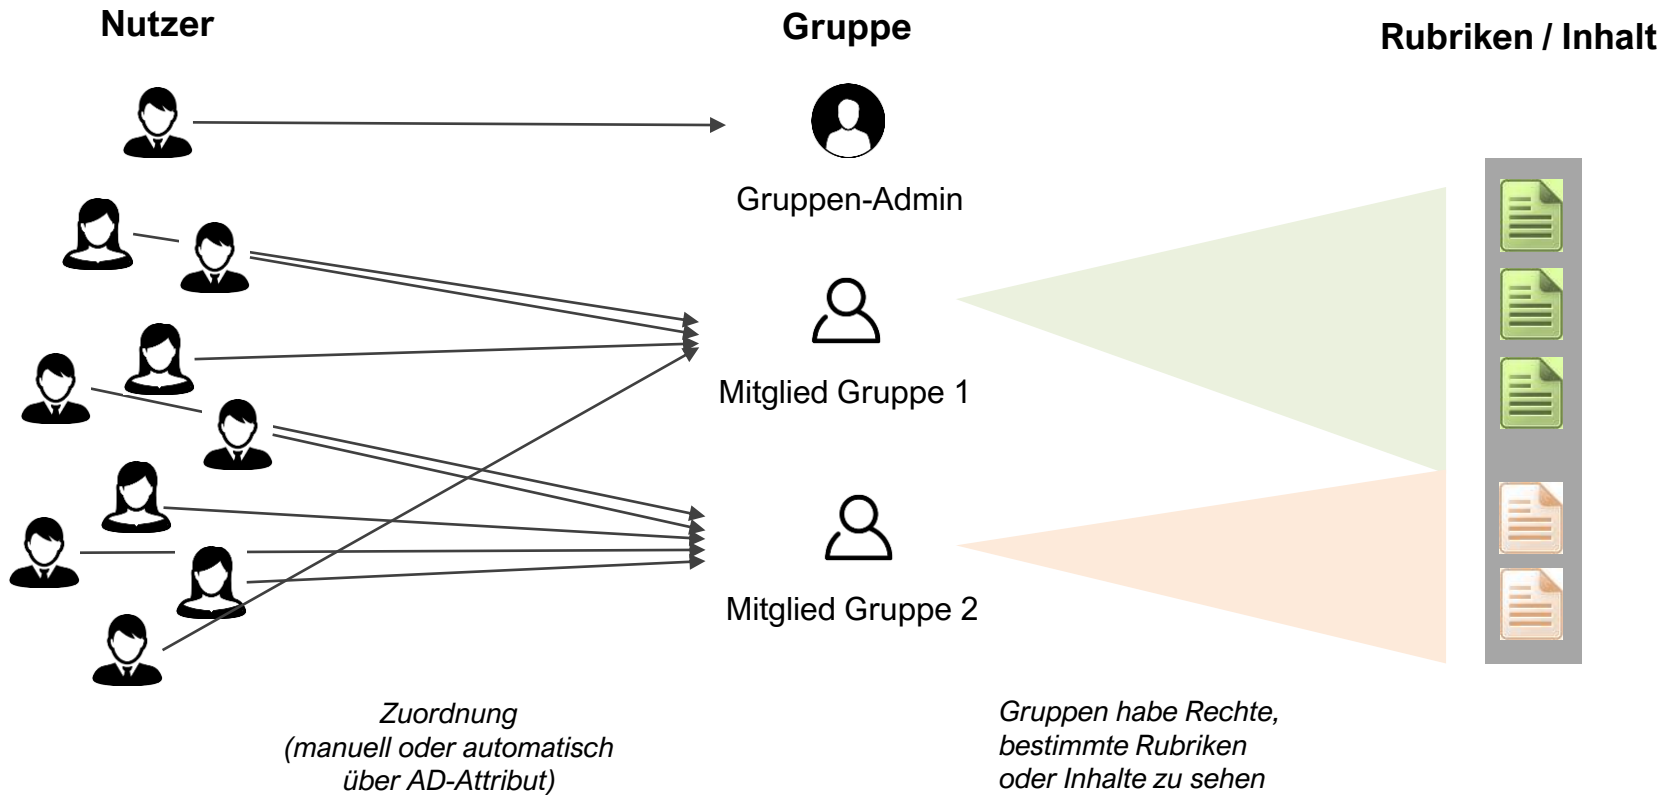 Nutzer
Gruppe
Rubriken / Inhalt
Gruppen-Admin
Mitglied Gruppe 1
Mitglied Gruppe 2
Zuordnung
(manuell oder automatisch
über AD-Attribut)
Gruppen habe Rechte,
bestimmte Rubriken
oder Inhalte zu sehen